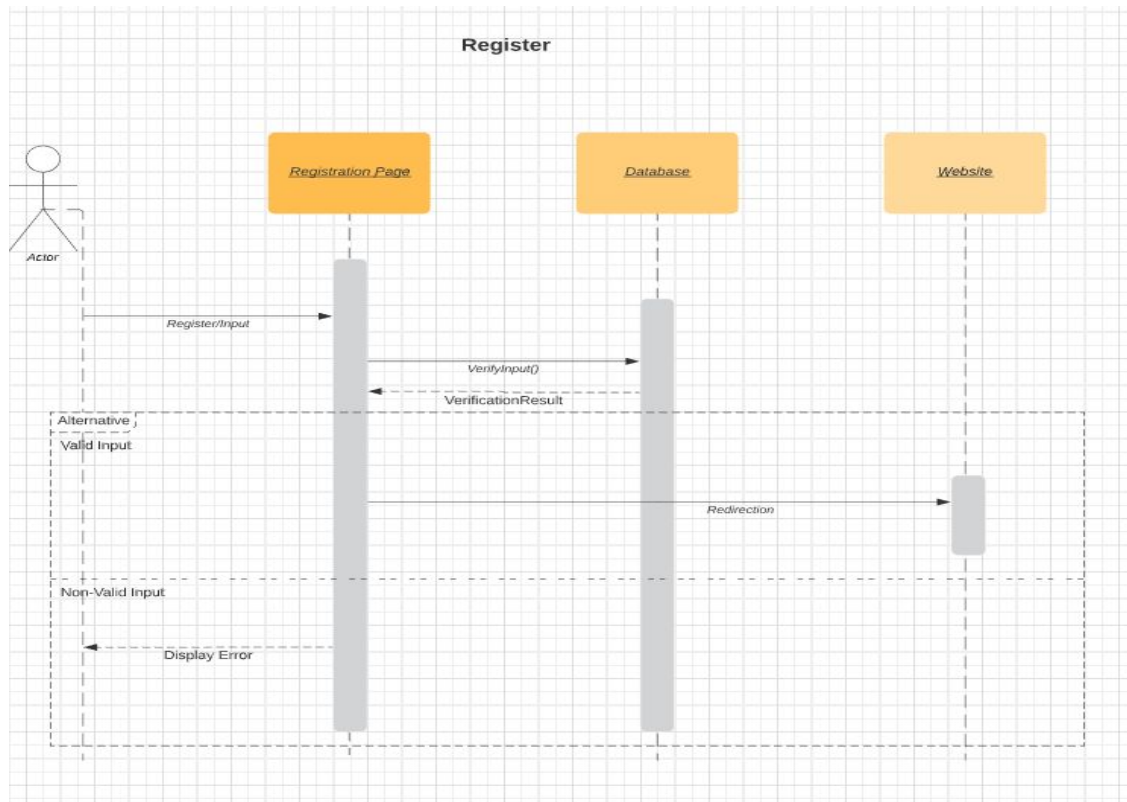 Register
Registration Page
Database
Website
Actor
Register/Input
VerifyInput()
VerificationResult
Alternative
Valid Input
Redirection
Non-Valid Input
Display Error